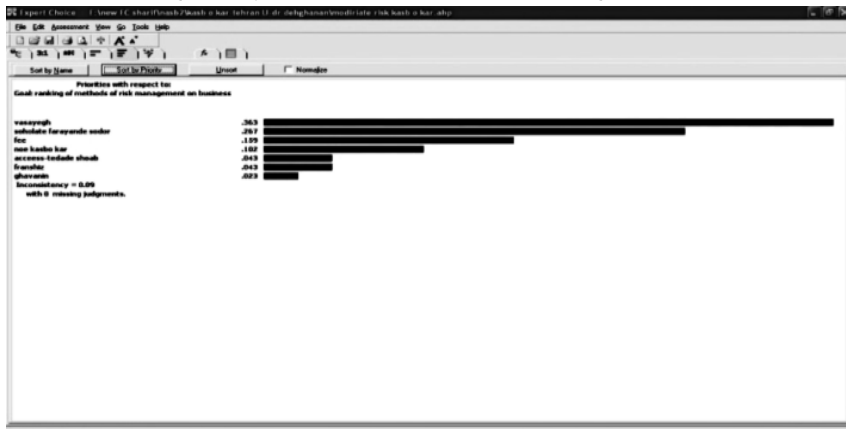 Expert Choice
File Edit Assessment View Go Tools Help
Sort by Name Sort by Priority Unsort Normalize
Priorities with respect to:
Goal: ranking of methods of risk management on business
vasayegh .363
soholate farayande sodor .267
fee .159
noe kasbo kar .102
acceess-tedade shoab .043
franshiz .043
ghavanin .023
Inconsistency = 0.09
with 0 missing judgments.